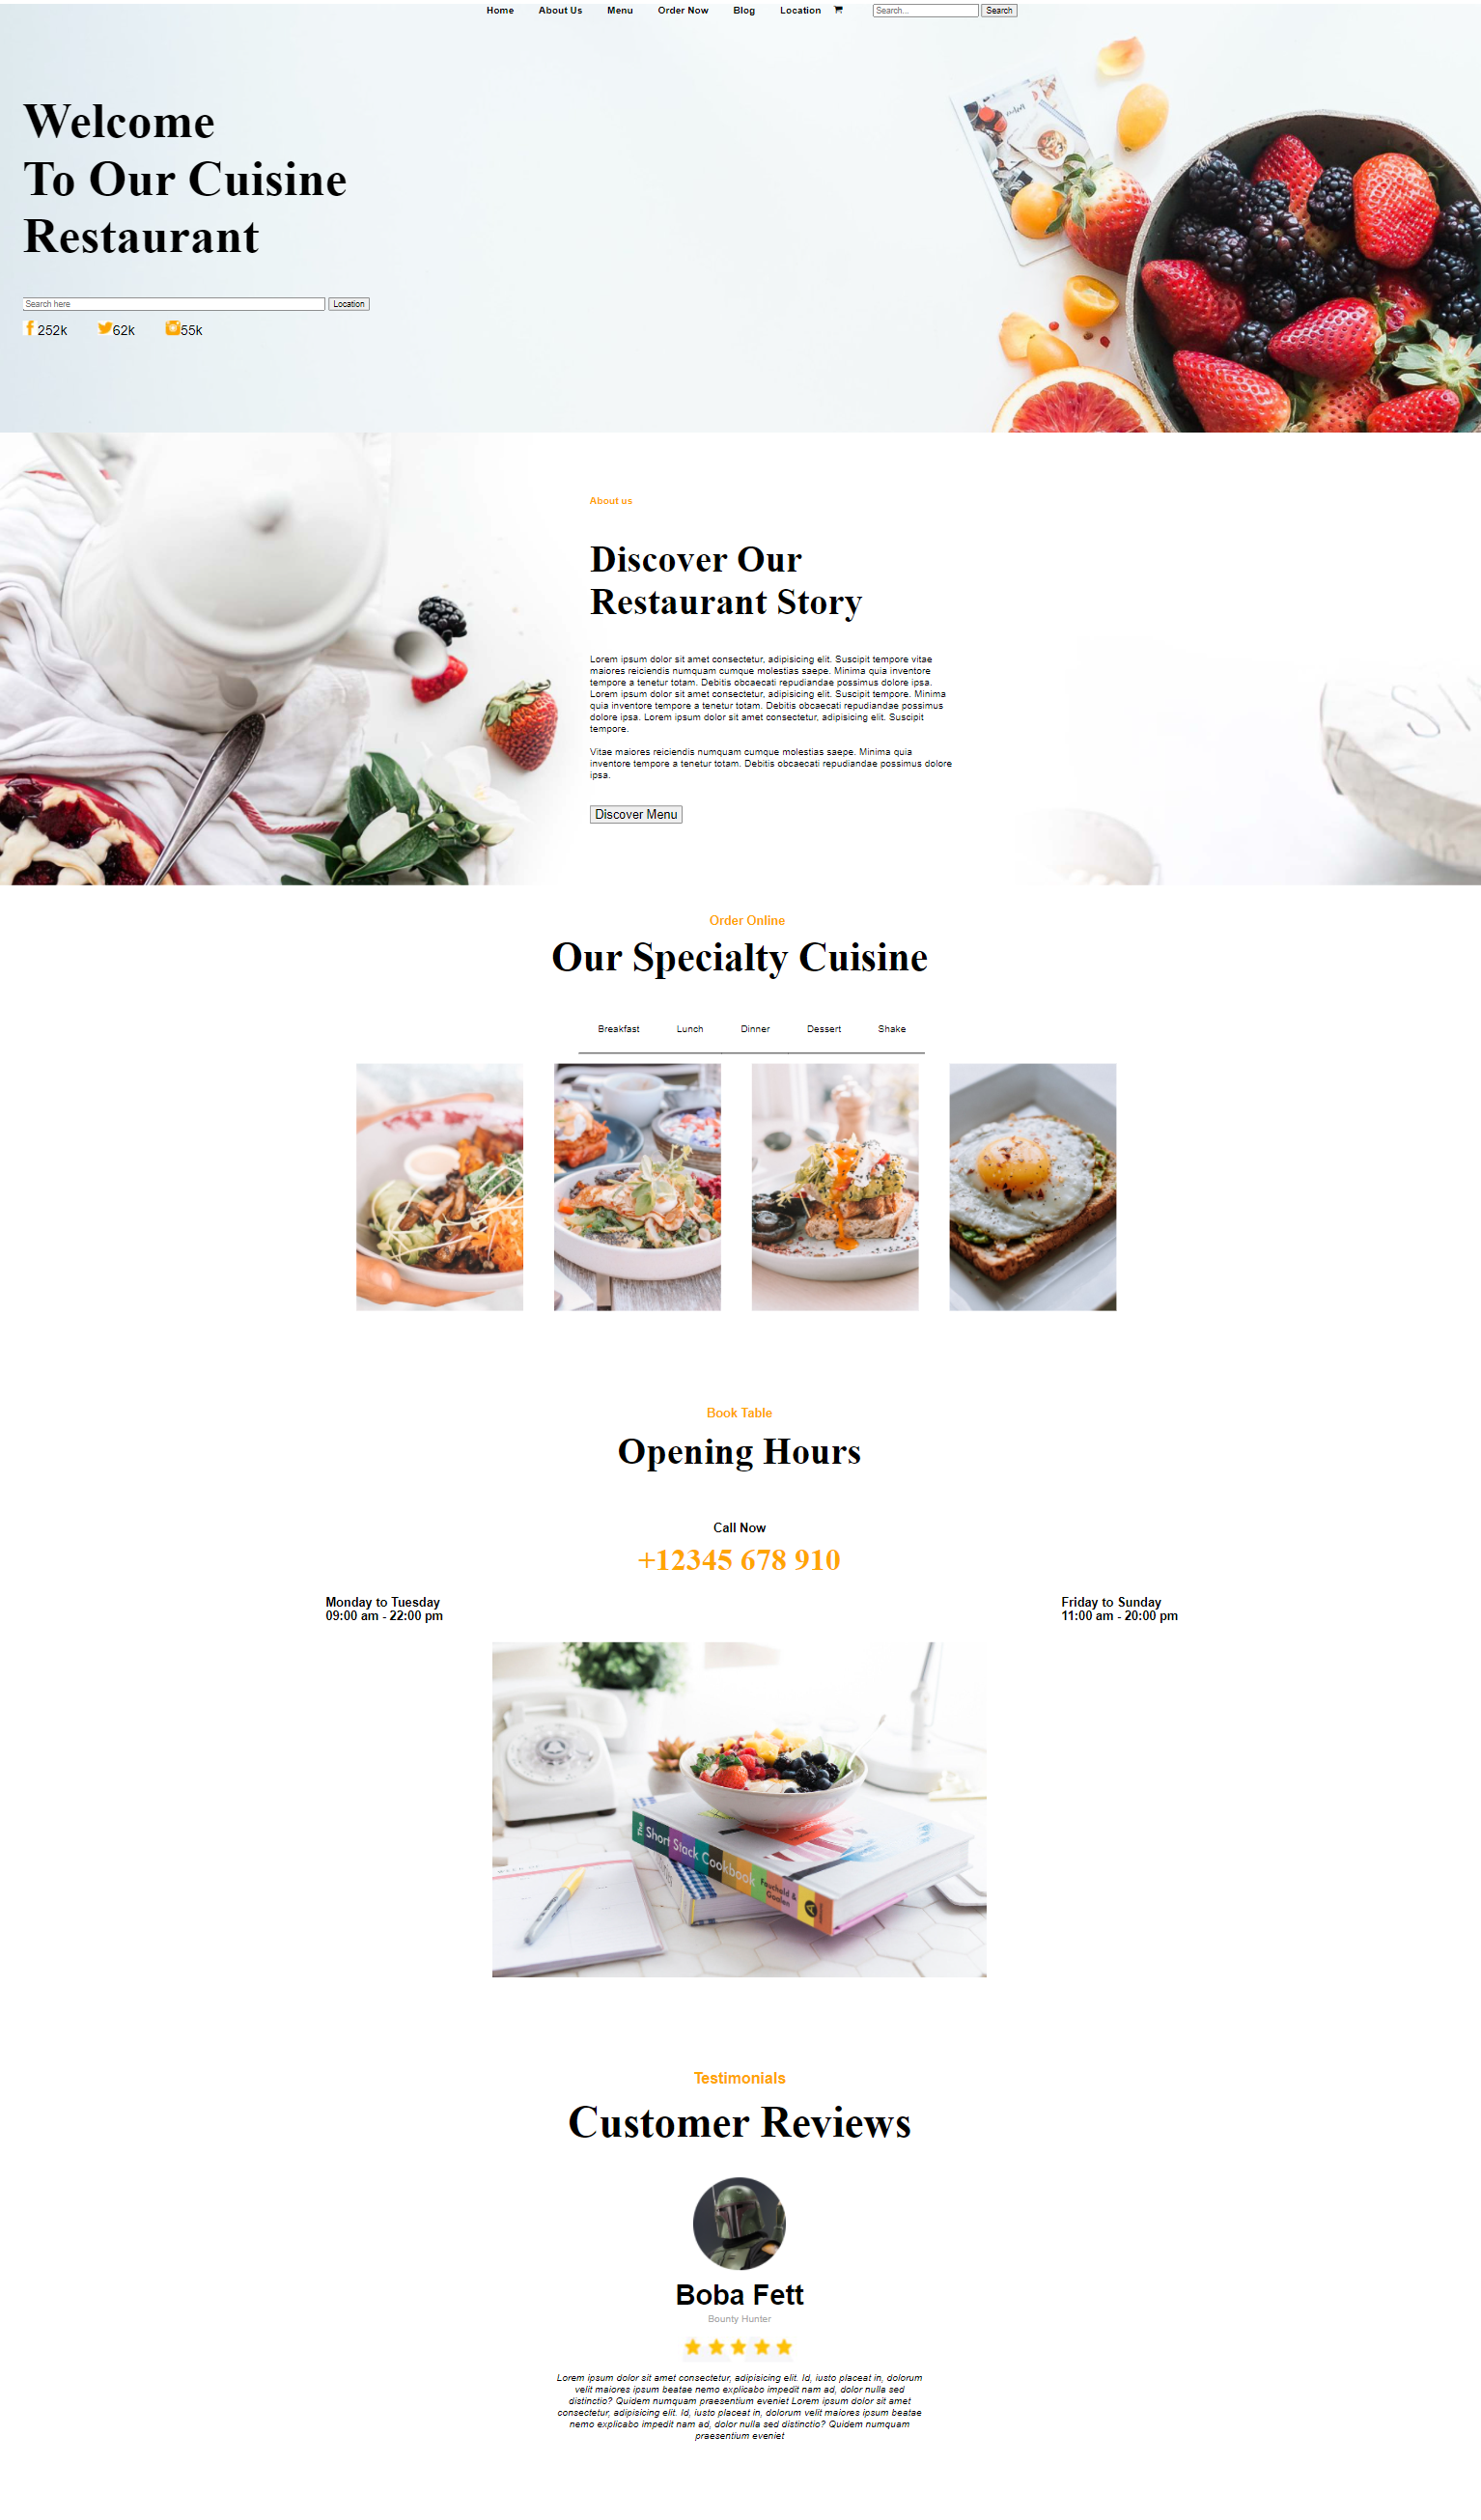 Home About Us Menu Order Now Blog Location Search... Search
Welcome
To Our Cuisine
Restaurant
Search here Location
252k 62k 55k
About us
Discover Our
Restaurant Story
Lorem ipsum dolor sit amet consectetur, adipisicing elit. Suscipit tempore vitae
maiores reiciendis numquam cumque molestias saepe. Minima quia inventore
tempore a tenetur totam. Debitis obcaecati repudiandae possimus dolore ipsa.
Lorem ipsum dolor sit amet consectetur, adipisicing elit. Suscipit tempore. Minima
quia inventore tempore a tenetur totam. Debitis obcaecati repudiandae possimus
dolore ipsa. Lorem ipsum dolor sit amet consectetur, adipisicing elit. Suscipit
tempore.
Vitae maiores reiciendis numquam cumque molestias saepe. Minima quia
inventore tempore a tenetur totam. Debitis obcaecati repudiandae possimus dolore
ipsa.
Discover Menu
Order Online
Our Specialty Cuisine
Breakfast Lunch Dinner Dessert Shake
Book Table
Opening Hours
Call Now
+12345 678 910
Monday to Tuesday
09:00 am - 22:00 pm
Friday to Sunday
11:00 am - 20:00 pm
The Short Stack Cookbook
Testimonials
Customer Reviews
Boba Fett
Bounty Hunter
Lorem ipsum dolor sit amet consectetur, adipisicing elit. Id, iusto placeat in, dolorum
velit maiores ipsum beatae nemo explicabo impedit nam ad, dolor nulla sed
distinctio? Quidem numquam praesentium eveniet Lorem ipsum dolor sit amet
consectetur, adipisicing elit. Id, iusto placeat in, dolorum velit maiores ipsum beatae
nemo explicabo impedit nam ad, dolor nulla sed distinctio? Quidem numquam
praesentium eveniet